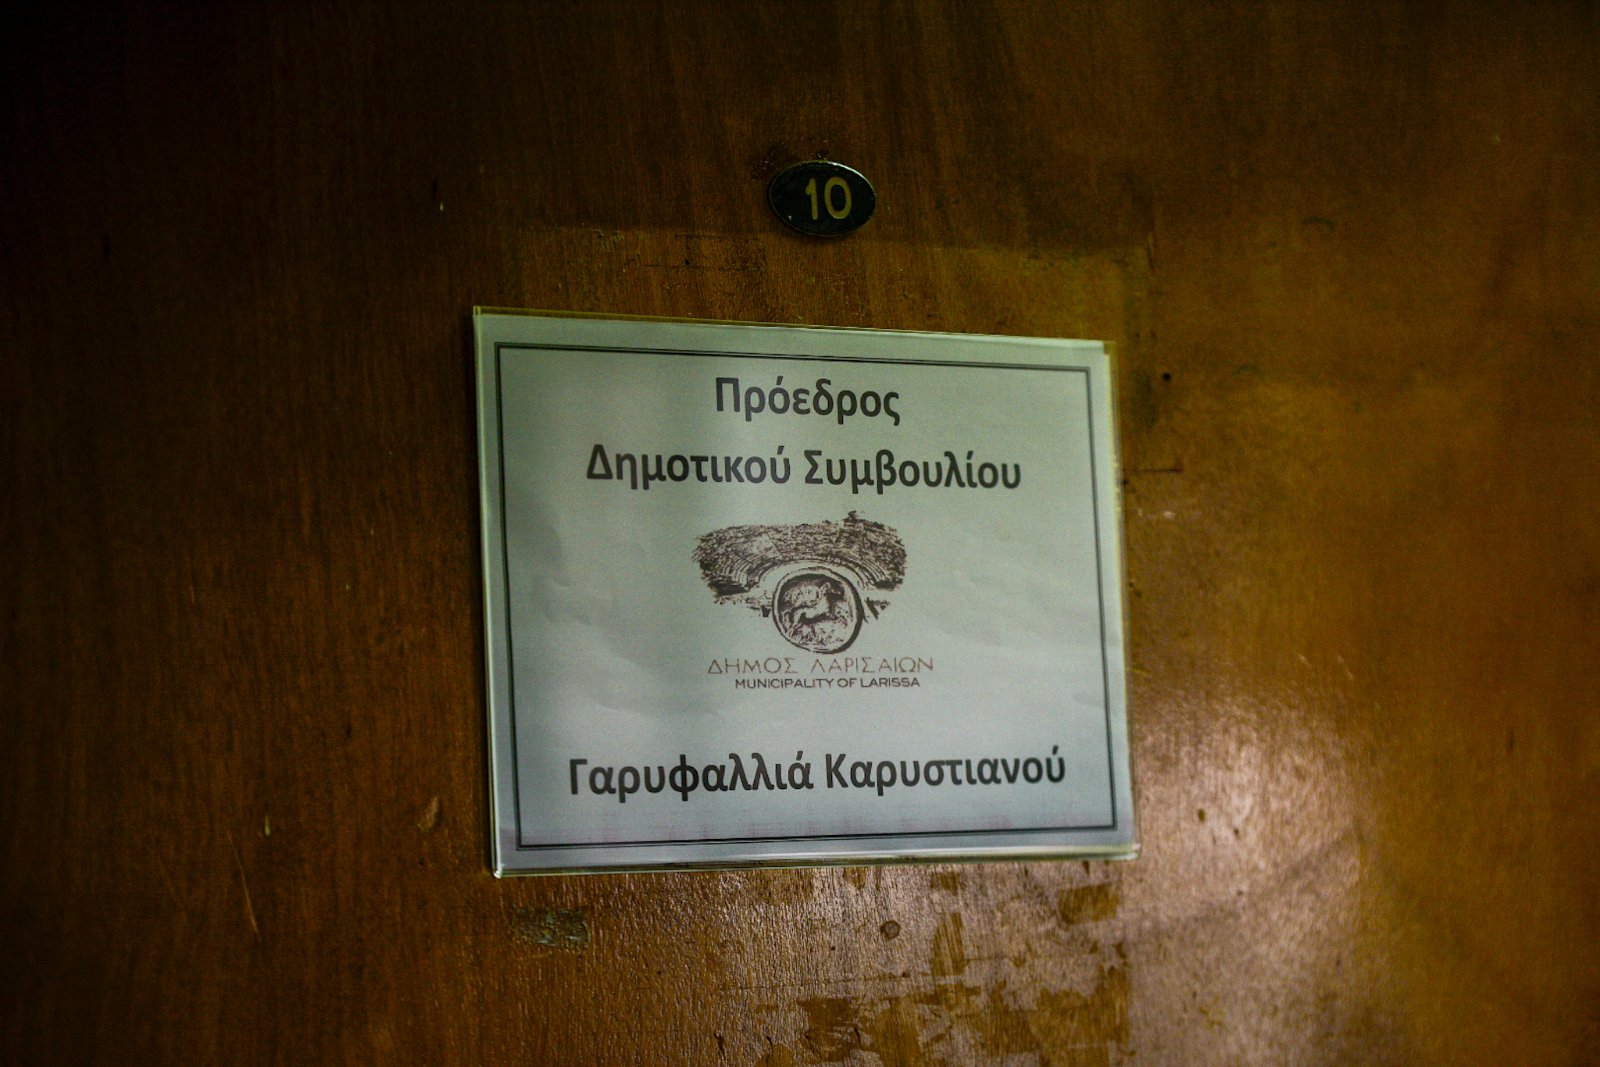 10
Πρόεδρος
Δημοτικού Συμβουλίου
ΔΗΜΟΣ ΛΑΡΙΣΑΙΩΝ
MUNICIPALITY OF LARISSA
Γαρυφαλλιά Καρυστιανού